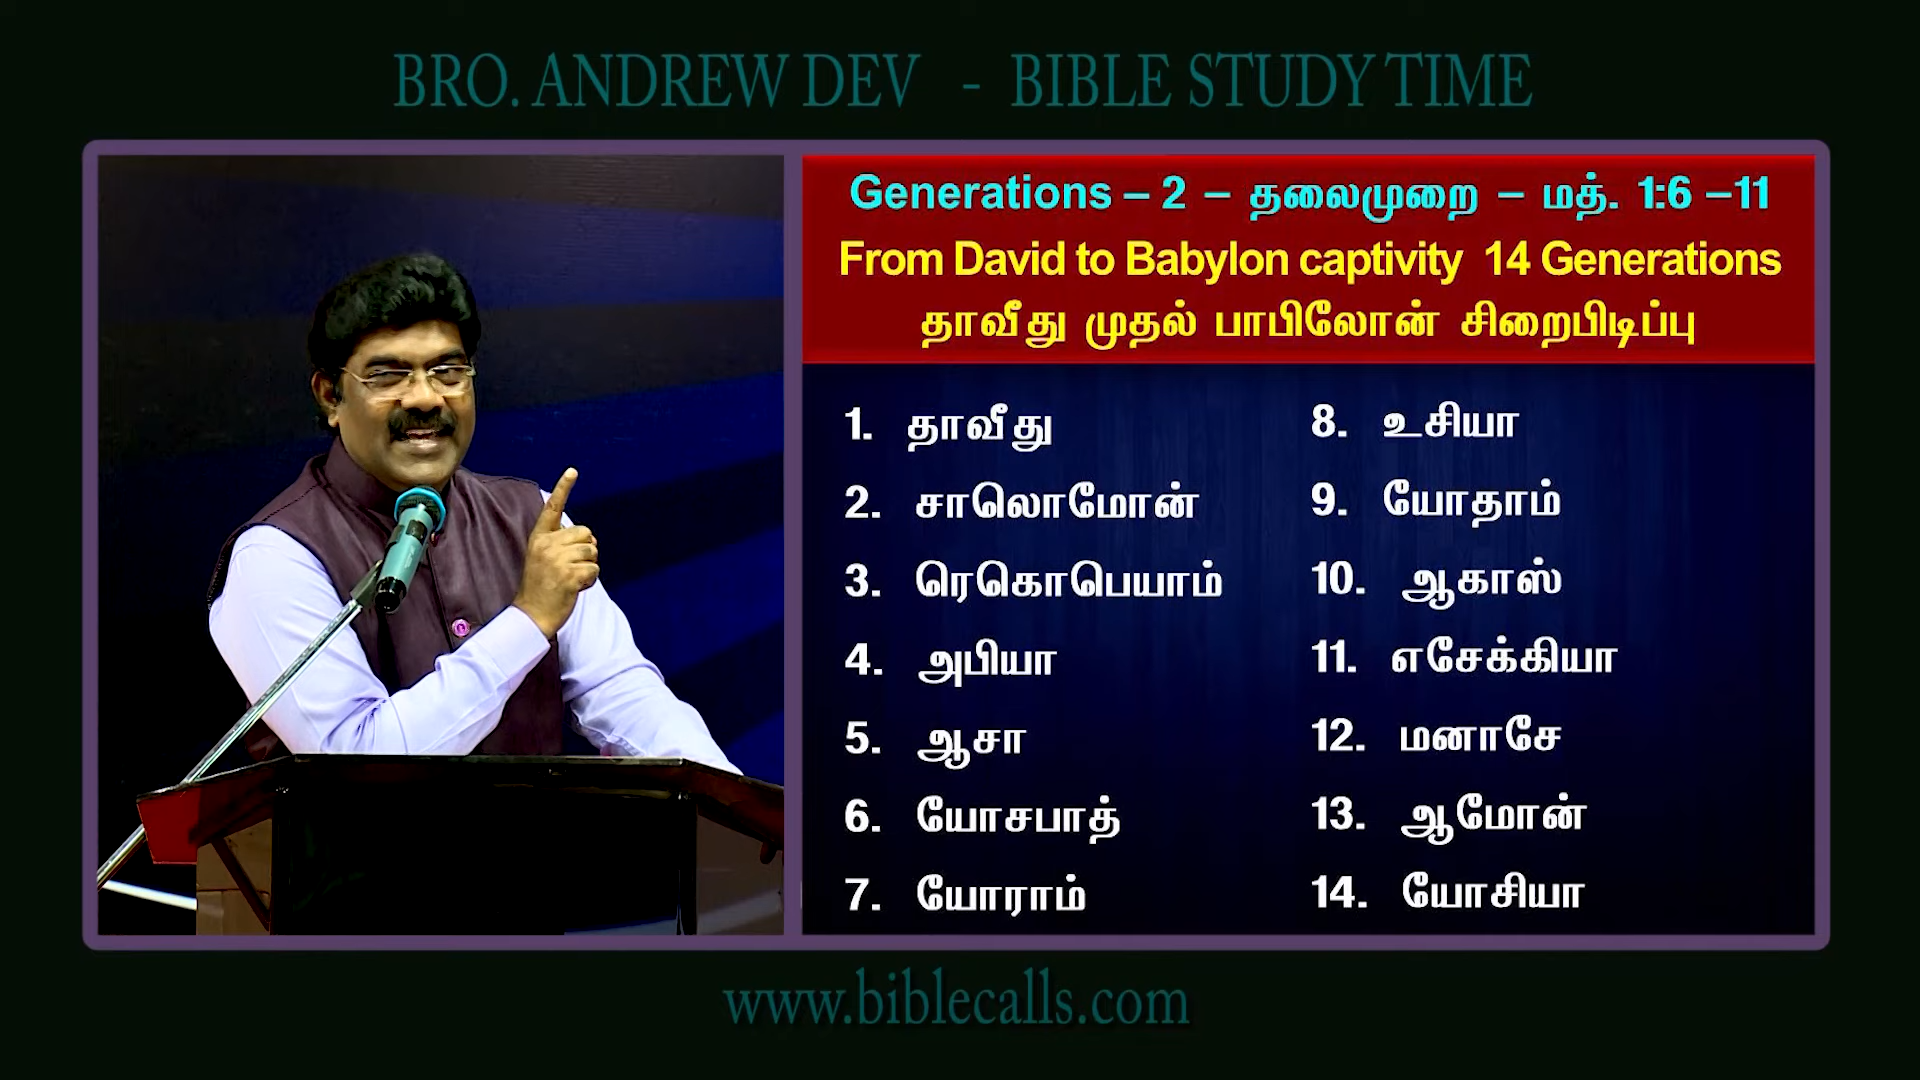 BRO. ANDREW DEV - BIBLE STUDY TIME
Generations – 2 – தலைமுறை – மத். 1:6 –11
From David to Babylon captivity 14 Generations
தாவீது முதல் பாபிலோன் சிறைபிடிப்பு
1. தாவீது
2. சாலொமோன்
3. ரெகொபெயாம்
4. அபியா
5. ஆசா
6. யோசபாத்
7. யோராம்
8. உசியா
9. யோதாம்
10. ஆகாஸ்
11. எசேக்கியா
12. மனாசே
13. ஆமோன்
14. யோசியா
www.biblecalls.com